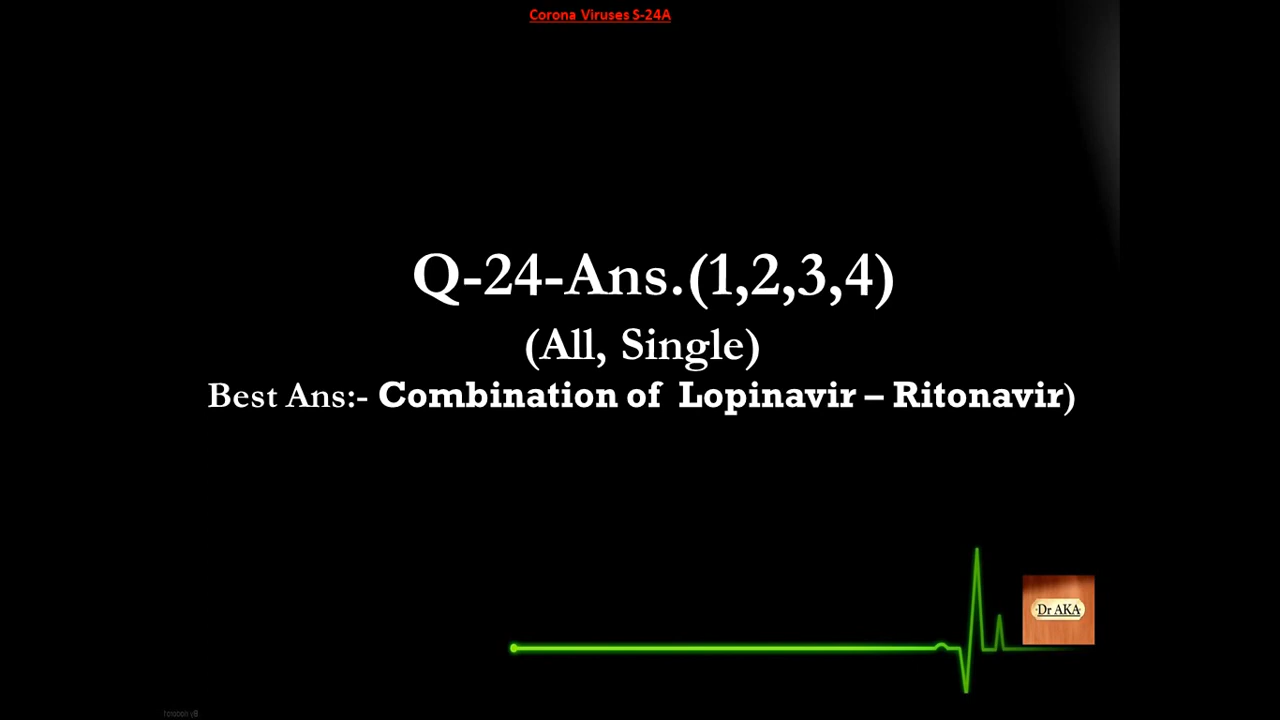 Corona Viruses S-24A
Q-24-Ans.(1,2,3,4)
(All, Single)
Best Ans:- Combination of Lopinavir – Ritonavir)
Dr AKA